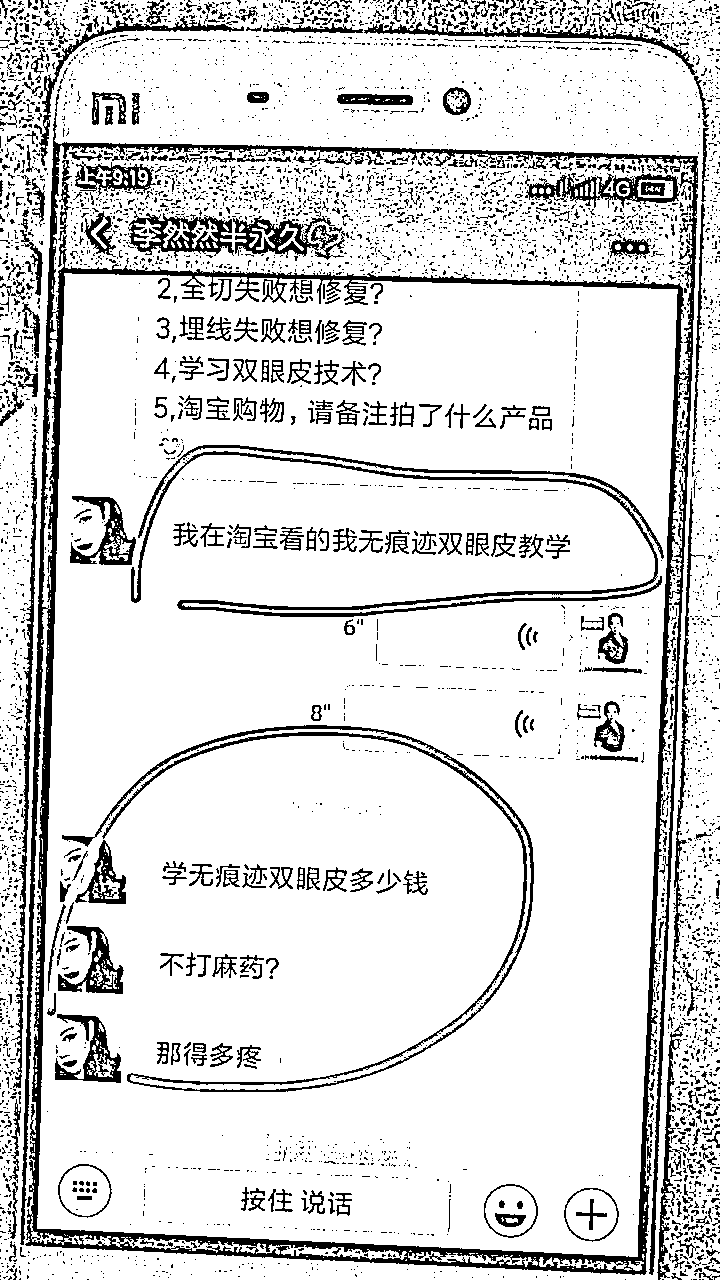 MI
上午9:19
4G
李然然半永久
2,全切失败想修复?
3,埋线失败想修复?
4,学习双眼皮技术?
5,淘宝购物，请备注拍了什么产品
我在淘宝看的我无痕迹双眼皮教学
6"
8"
学无痕迹双眼皮多少钱
不打麻药?
那得多疼
按住 说话